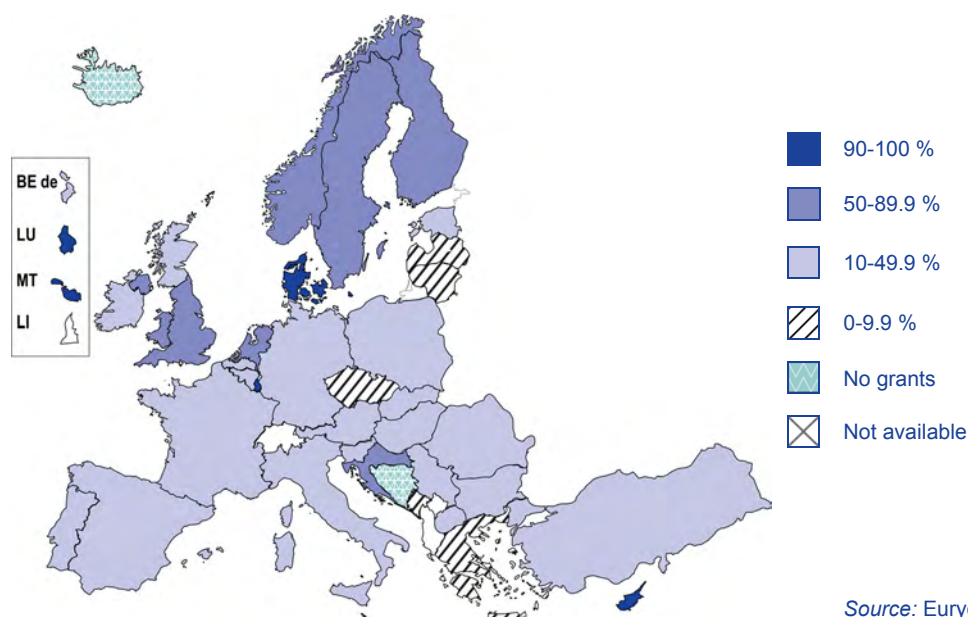 BE de
LU
MT
LI
90-100 %
50-89.9 %
10-49.9 %
0-9.9 %
No grants
Not available
Source: